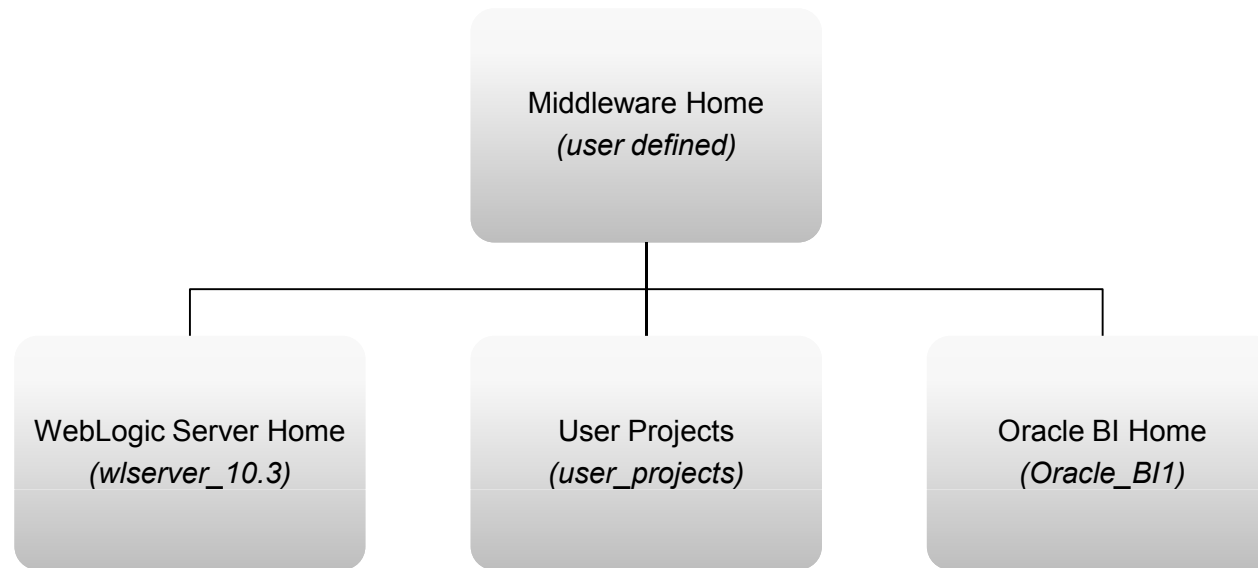 Middleware Home
(user defined)
WebLogic Server Home
(wlserver_10.3)
User Projects
(user_projects)
Oracle BI Home
(Oracle_BI1)